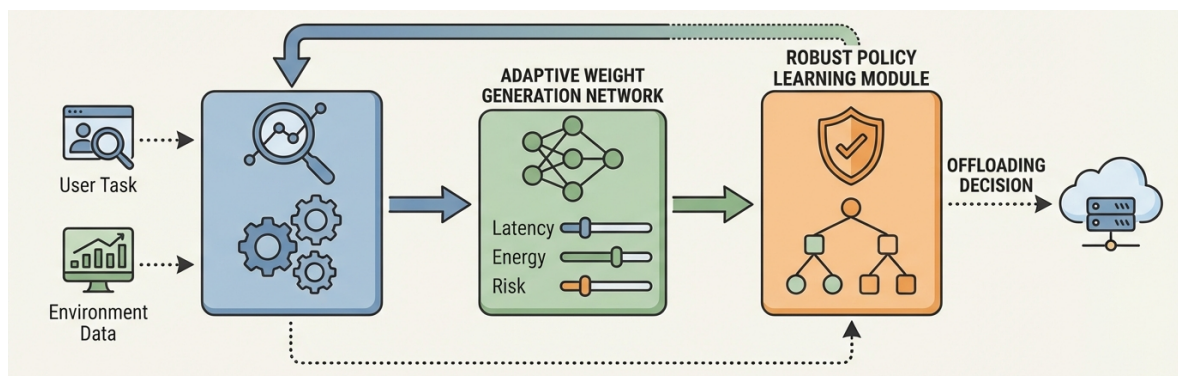 User Task
Environment
Data
ADAPTIVE WEIGHT
GENERATION NETWORK
Latency
Energy
Risk
ROBUST POLICY
LEARNING MODULE
OFFLOADING
DECISION